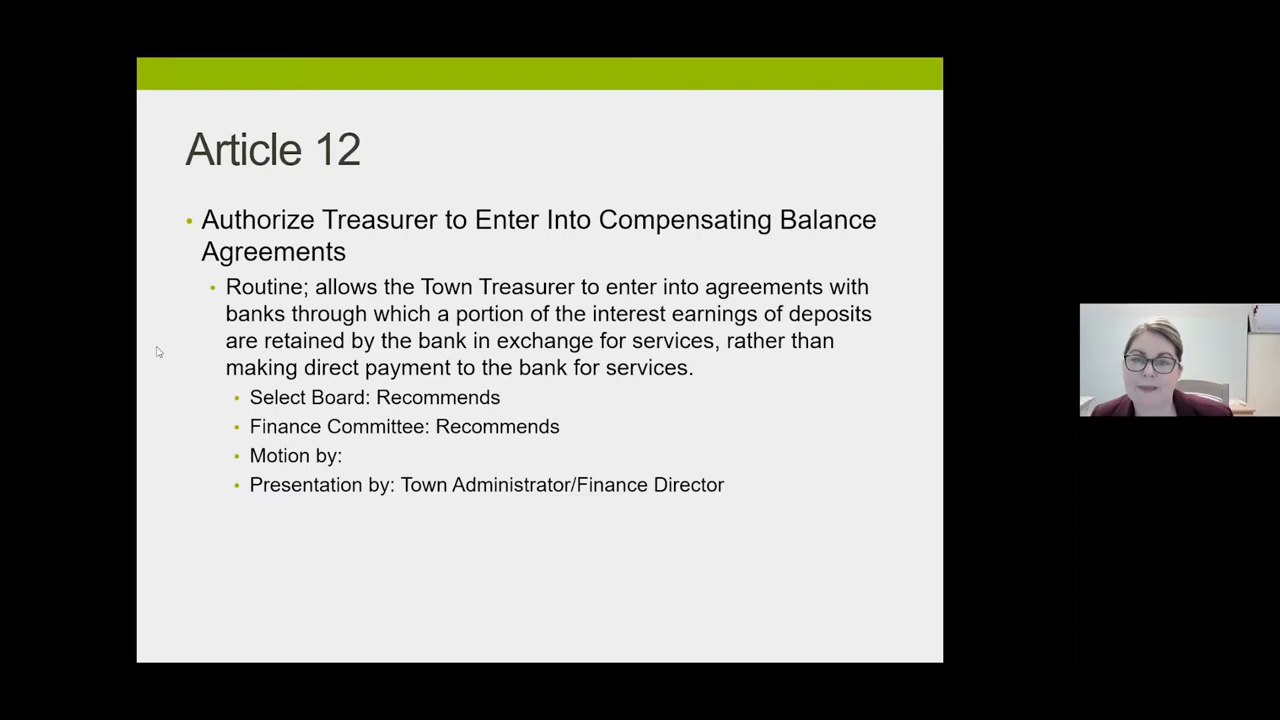 Article 12
• Authorize Treasurer to Enter Into Compensating Balance
Agreements
• Routine; allows the Town Treasurer to enter into agreements with
banks through which a portion of the interest earnings of deposits
are retained by the bank in exchange for services, rather than
making direct payment to the bank for services.
• Select Board: Recommends
• Finance Committee: Recommends
• Motion by:
• Presentation by: Town Administrator/Finance Director